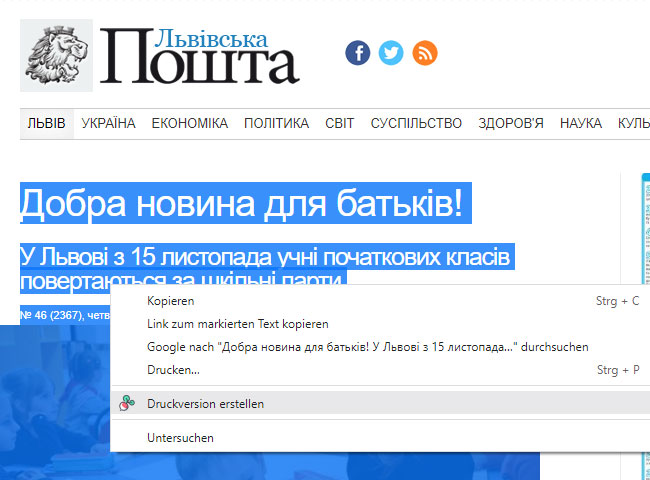 Львівська
Пошта
ЛЬВІВ УКРАЇНА ЕКОНОМІКА ПОЛІТИКА СВІТ СУСПІЛЬСТВО ЗДОРОВ'Я НАУКА КУЛЬ
Добра новина для батьків!
У Львові з 15 листопада учні початкових класів
повертаються за шкільні парти
№ 46 (2367), четв
Kopieren Strg + C
Link zum markierten Text kopieren
Google nach "Добра новина для батьків! У Львові з 15 листопада..." durchsuchen
Drucken... Strg + P
Druckversion erstellen
Untersuchen